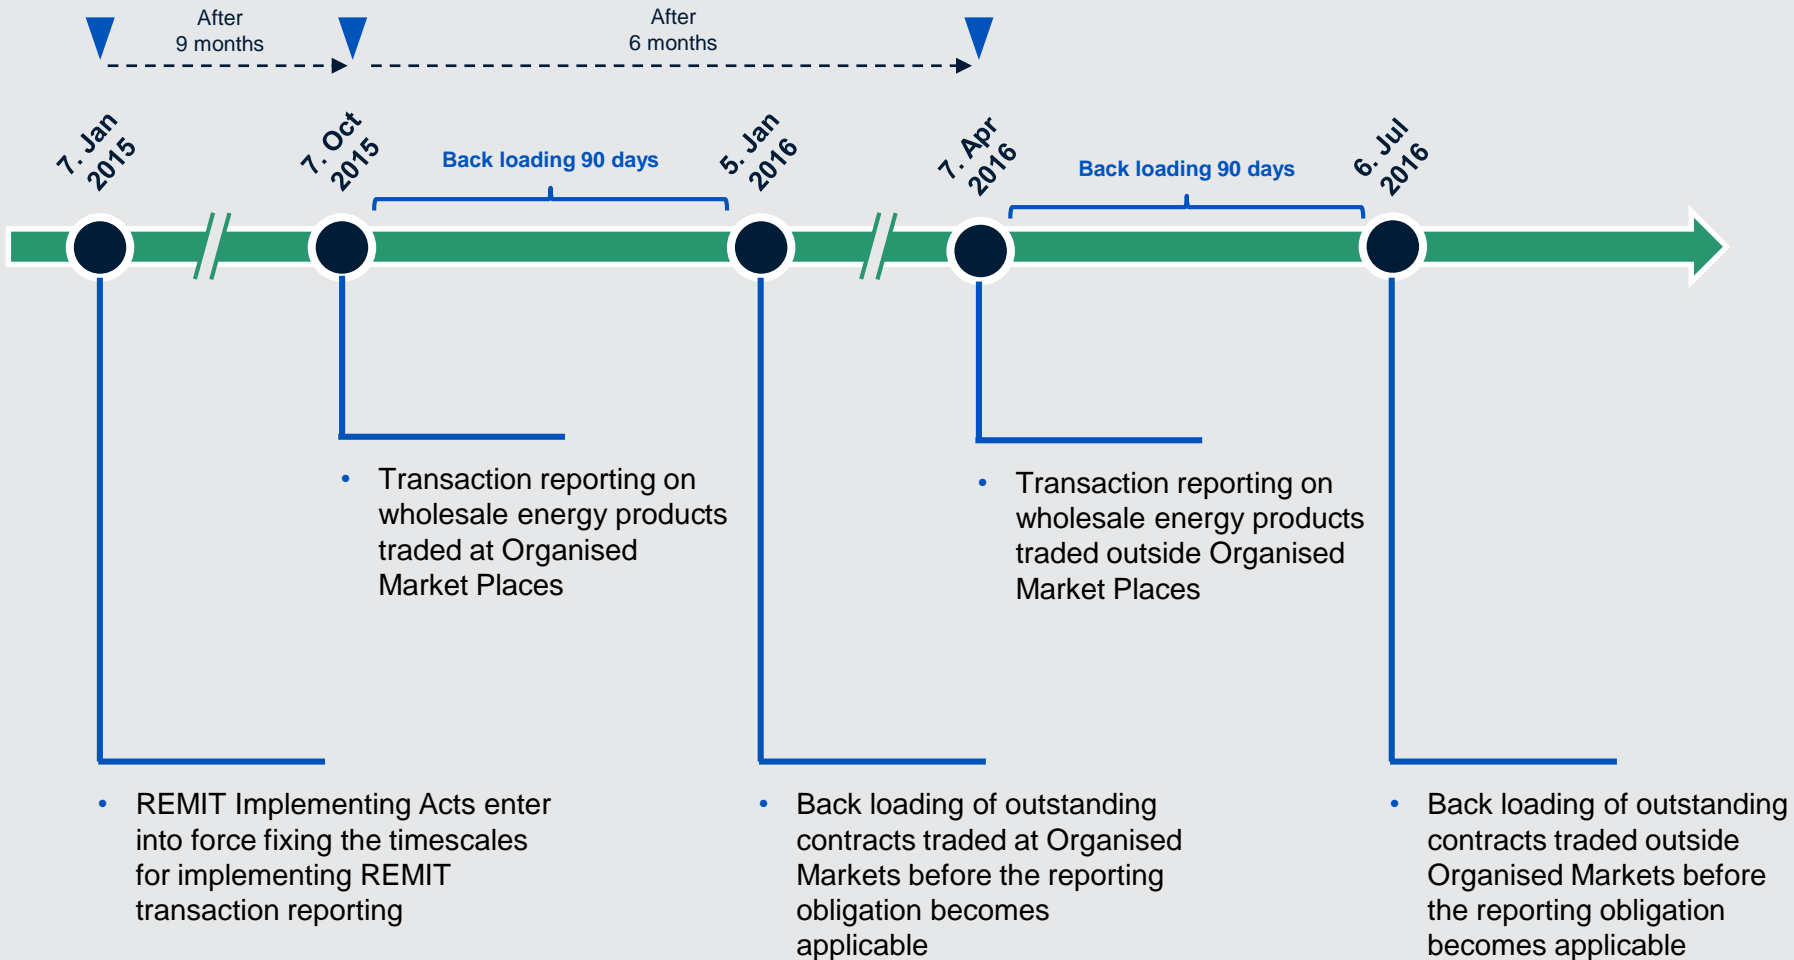 After
9 months
After
6 months
7. Jan
2015
7. Oct
2015
Back loading 90 days
5. Jan
2016
7. Apr
2016
Back loading 90 days
6. Jul
2016
• Transaction reporting on
wholesale energy products
traded at Organised
Market Places
• Transaction reporting on
wholesale energy products
traded outside Organised
Market Places
• REMIT Implementing Acts enter
into force fixing the timescales
for implementing REMIT
transaction reporting
• Back loading of outstanding
contracts traded at Organised
Markets before the reporting
obligation becomes
applicable
• Back loading of outstanding
contracts traded outside
Organised Markets before
the reporting obligation
becomes applicable